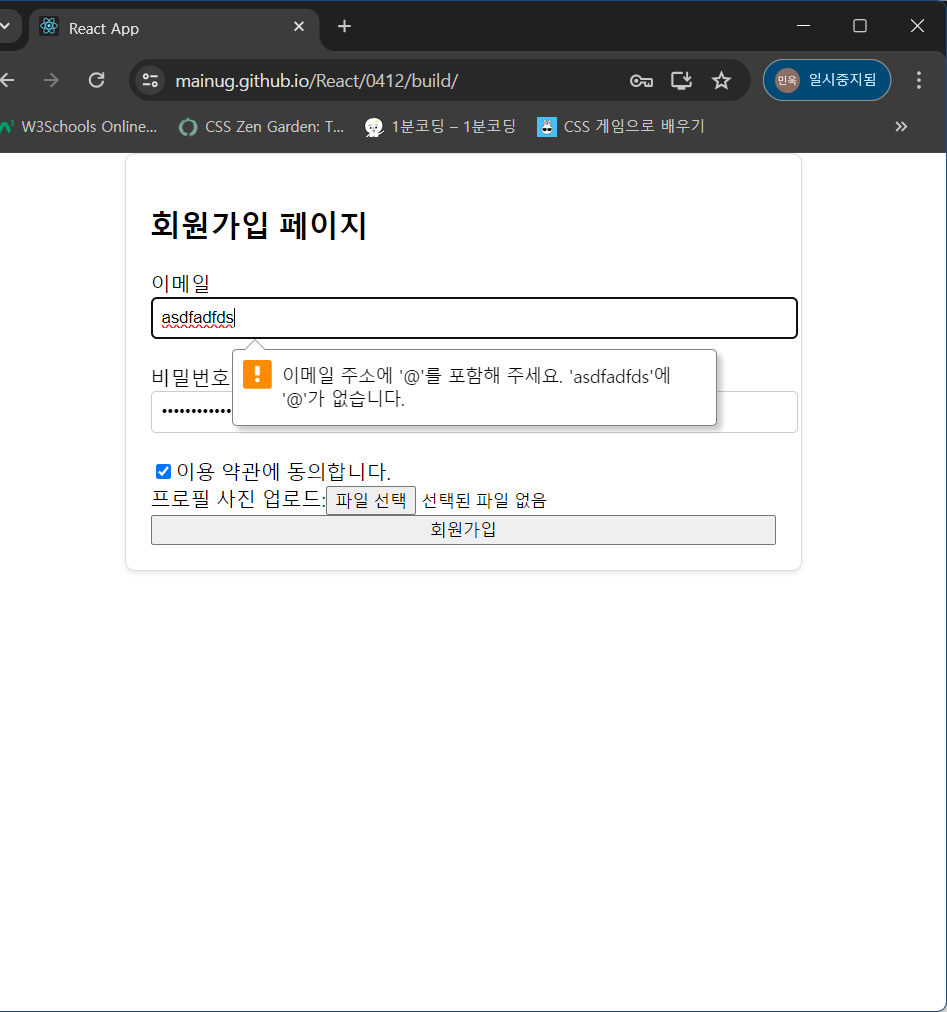 React App
mainug.github.io/React/0412/build/
민욱 일시중지됨
W3Schools Online...
CSS Zen Garden: T...
1분코딩 – 1분코딩
CSS 게임으로 배우기
회원가입 페이지
이메일
asdfadfds
이메일 주소에 '@'를 포함해 주세요. 'asdfadfds'에
'@'가 없습니다.
비밀번호
이용 약관에 동의합니다.
프로필 사진 업로드: 파일 선택 선택된 파일 없음
회원가입